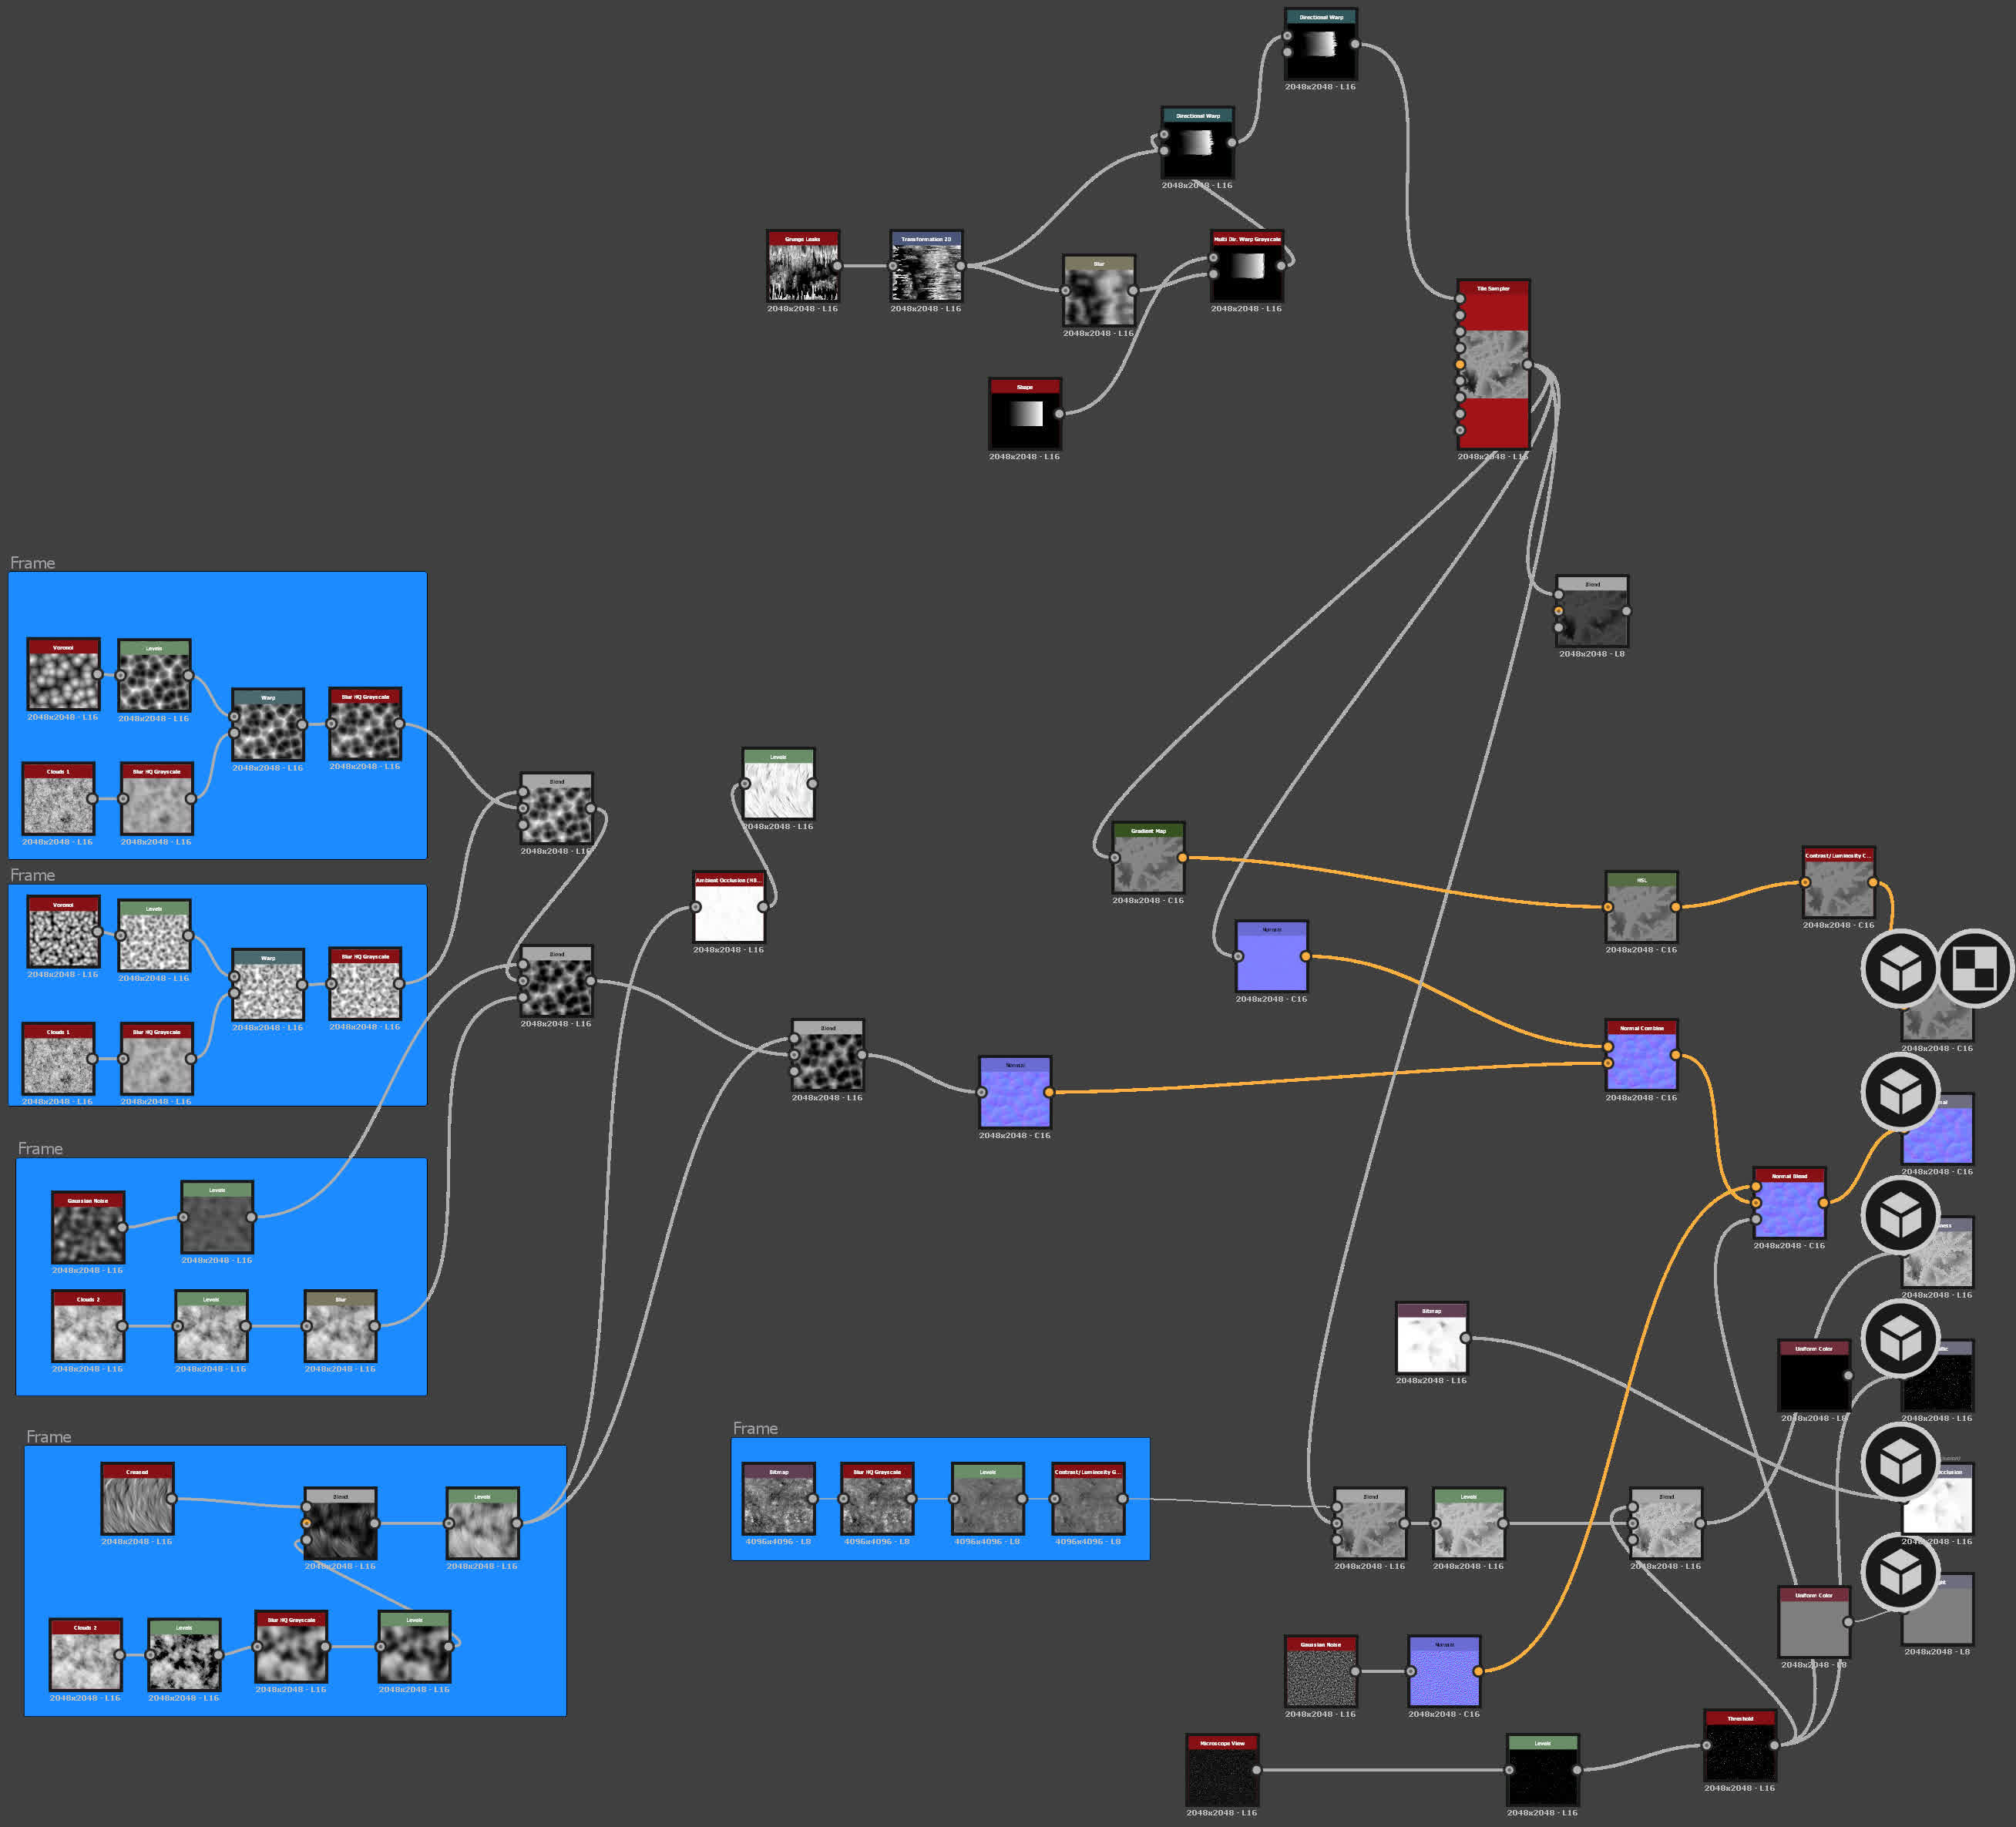 Directional Warp
2048x2048 - L16
Directional Warp
2048x2048 - L16
Grunge Leaks
2048x2048 - L16
Transformation 2D
2048x2048 - L16
Blur
2048x2048 - L16
Multi Dir. Warp Grayscale
2048x2048 - L16
Shape
2048x2048 - L16
Tile Sampler
2048x2048 - L16
Blend
2048x2048 - L8
Frame
Voronoi
2048x2048 - L16
Levels
2048x2048 - L16
Warp
2048x2048 - L16
Blur HQ Grayscale
2048x2048 - L16
Clouds 1
2048x2048 - L16
Blur HQ Grayscale
2048x2048 - L16
Frame
Voronoi
2048x2048 - L16
Levels
2048x2048 - L16
Warp
2048x2048 - L16
Blur HQ Grayscale
2048x2048 - L16
Clouds 1
2048x2048 - L16
Blur HQ Grayscale
2048x2048 - L16
Blend
2048x2048 - L16
Blend
2048x2048 - L16
Levels
2048x2048 - L16
Ambient Occlusion (HB...
2048x2048 - L16
Blend
2048x2048 - L16
Normal
2048x2048 - C16
Gradient Map
2048x2048 - C16
Normal
2048x2048 - C16
HSL
2048x2048 - C16
Contrast/Luminosity C...
2048x2048 - C16
2048x2048 - C16
Normal Combine
2048x2048 - C16
2048x2048 - C16
Normal Blend
2048x2048 - C16
2048x2048 - L16
Frame
Gaussian Noise
2048x2048 - L16
Levels
2048x2048 - L16
Clouds 2
2048x2048 - L16
Levels
2048x2048 - L16
Blur
2048x2048 - L16
Bitmap
2048x2048 - L16
Uniform Color
2048x2048 - L8
2048x2048 - L16
Frame
Creased
2048x2048 - L16
Blend
2048x2048 - L16
Levels
2048x2048 - L16
Clouds 2
2048x2048 - L16
Levels
2048x2048 - L16
Blur HQ Grayscale
2048x2048 - L16
Levels
2048x2048 - L16
Frame
Bitmap
4096x4096 - L8
Blur HQ Grayscale
4096x4096 - L8
Levels
4096x4096 - L8
Contrast/Luminosity G...
4096x4096 - L8
Blend
2048x2048 - L16
Levels
2048x2048 - L16
Blend
2048x2048 - L16
2048x2048 - L16
Uniform Color
2048x2048 - L8
2048x2048 - L8
Gaussian Noise
2048x2048 - L16
Normal
2048x2048 - C16
Microscope View
2048x2048 - L16
Levels
2048x2048 - L16
Threshold
2048x2048 - L16